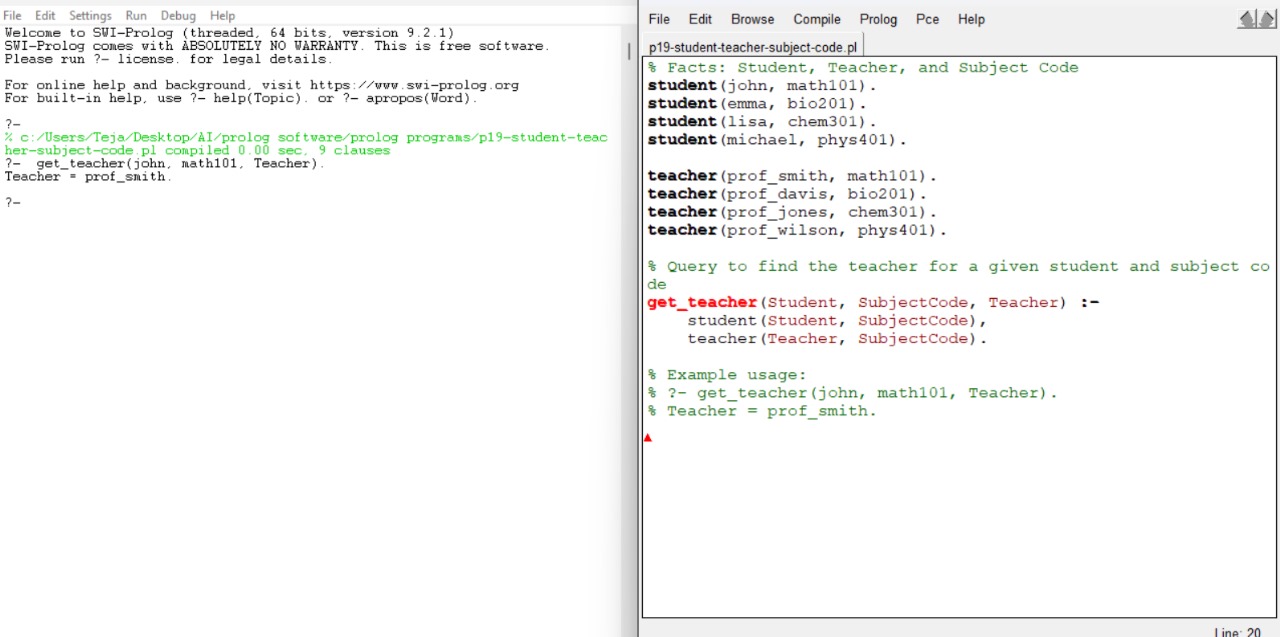 File Edit Settings Run Debug Help
Welcome to SWI-Prolog (threaded, 64 bits, version 9.2.1)
SWI-Prolog comes with ABSOLUTELY NO WARRANTY. This is free software.
Please run ?- license. for legal details.
For online help and background, visit https://www.swi-prolog.org
For built-in help, use ?- help(Topic). or ?- apropos(Word).
?-
% c:/Users/Teja/Desktop/AI/prolog software/prolog programs/p19-student-teac
her-subject-code.pl compiled 0.00 sec, 9 clauses
?- get_teacher(john, math101, Teacher).
Teacher = prof_smith.
?-
File Edit Browse Compile Prolog Pce Help
p19-student-teacher-subject-code.pl
% Facts: Student, Teacher, and Subject Code
student(john, math101).
student(emma, bio201).
student(lisa, chem301).
student(michael, phys401).
teacher(prof_smith, math101).
teacher(prof_davis, bio201).
teacher(prof_jones, chem301).
teacher(prof_wilson, phys401).
% Query to find the teacher for a given student and subject co
de
get_teacher(Student, SubjectCode, Teacher) :-
student(Student, SubjectCode),
teacher(Teacher, SubjectCode).
% Example usage:
% ?- get_teacher(john, math101, Teacher).
% Teacher = prof_smith.
Line: 20